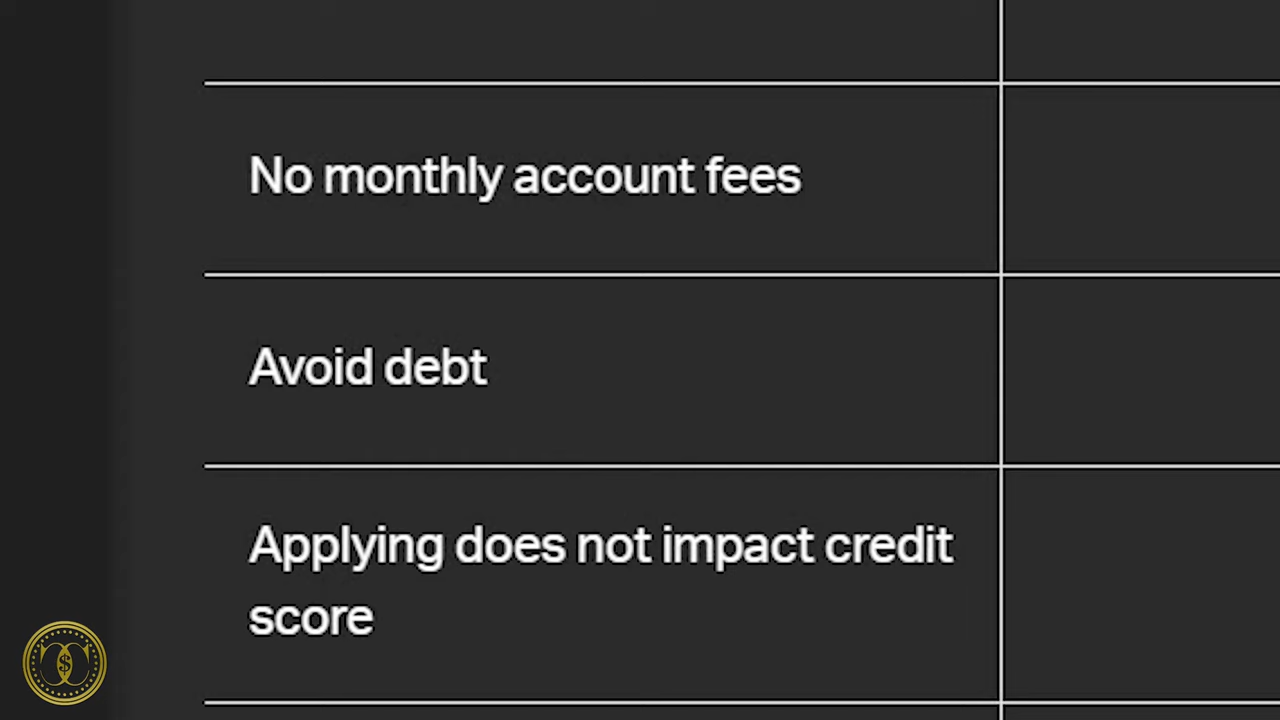 No monthly account fees
Avoid debt
Applying does not impact credit
score
$